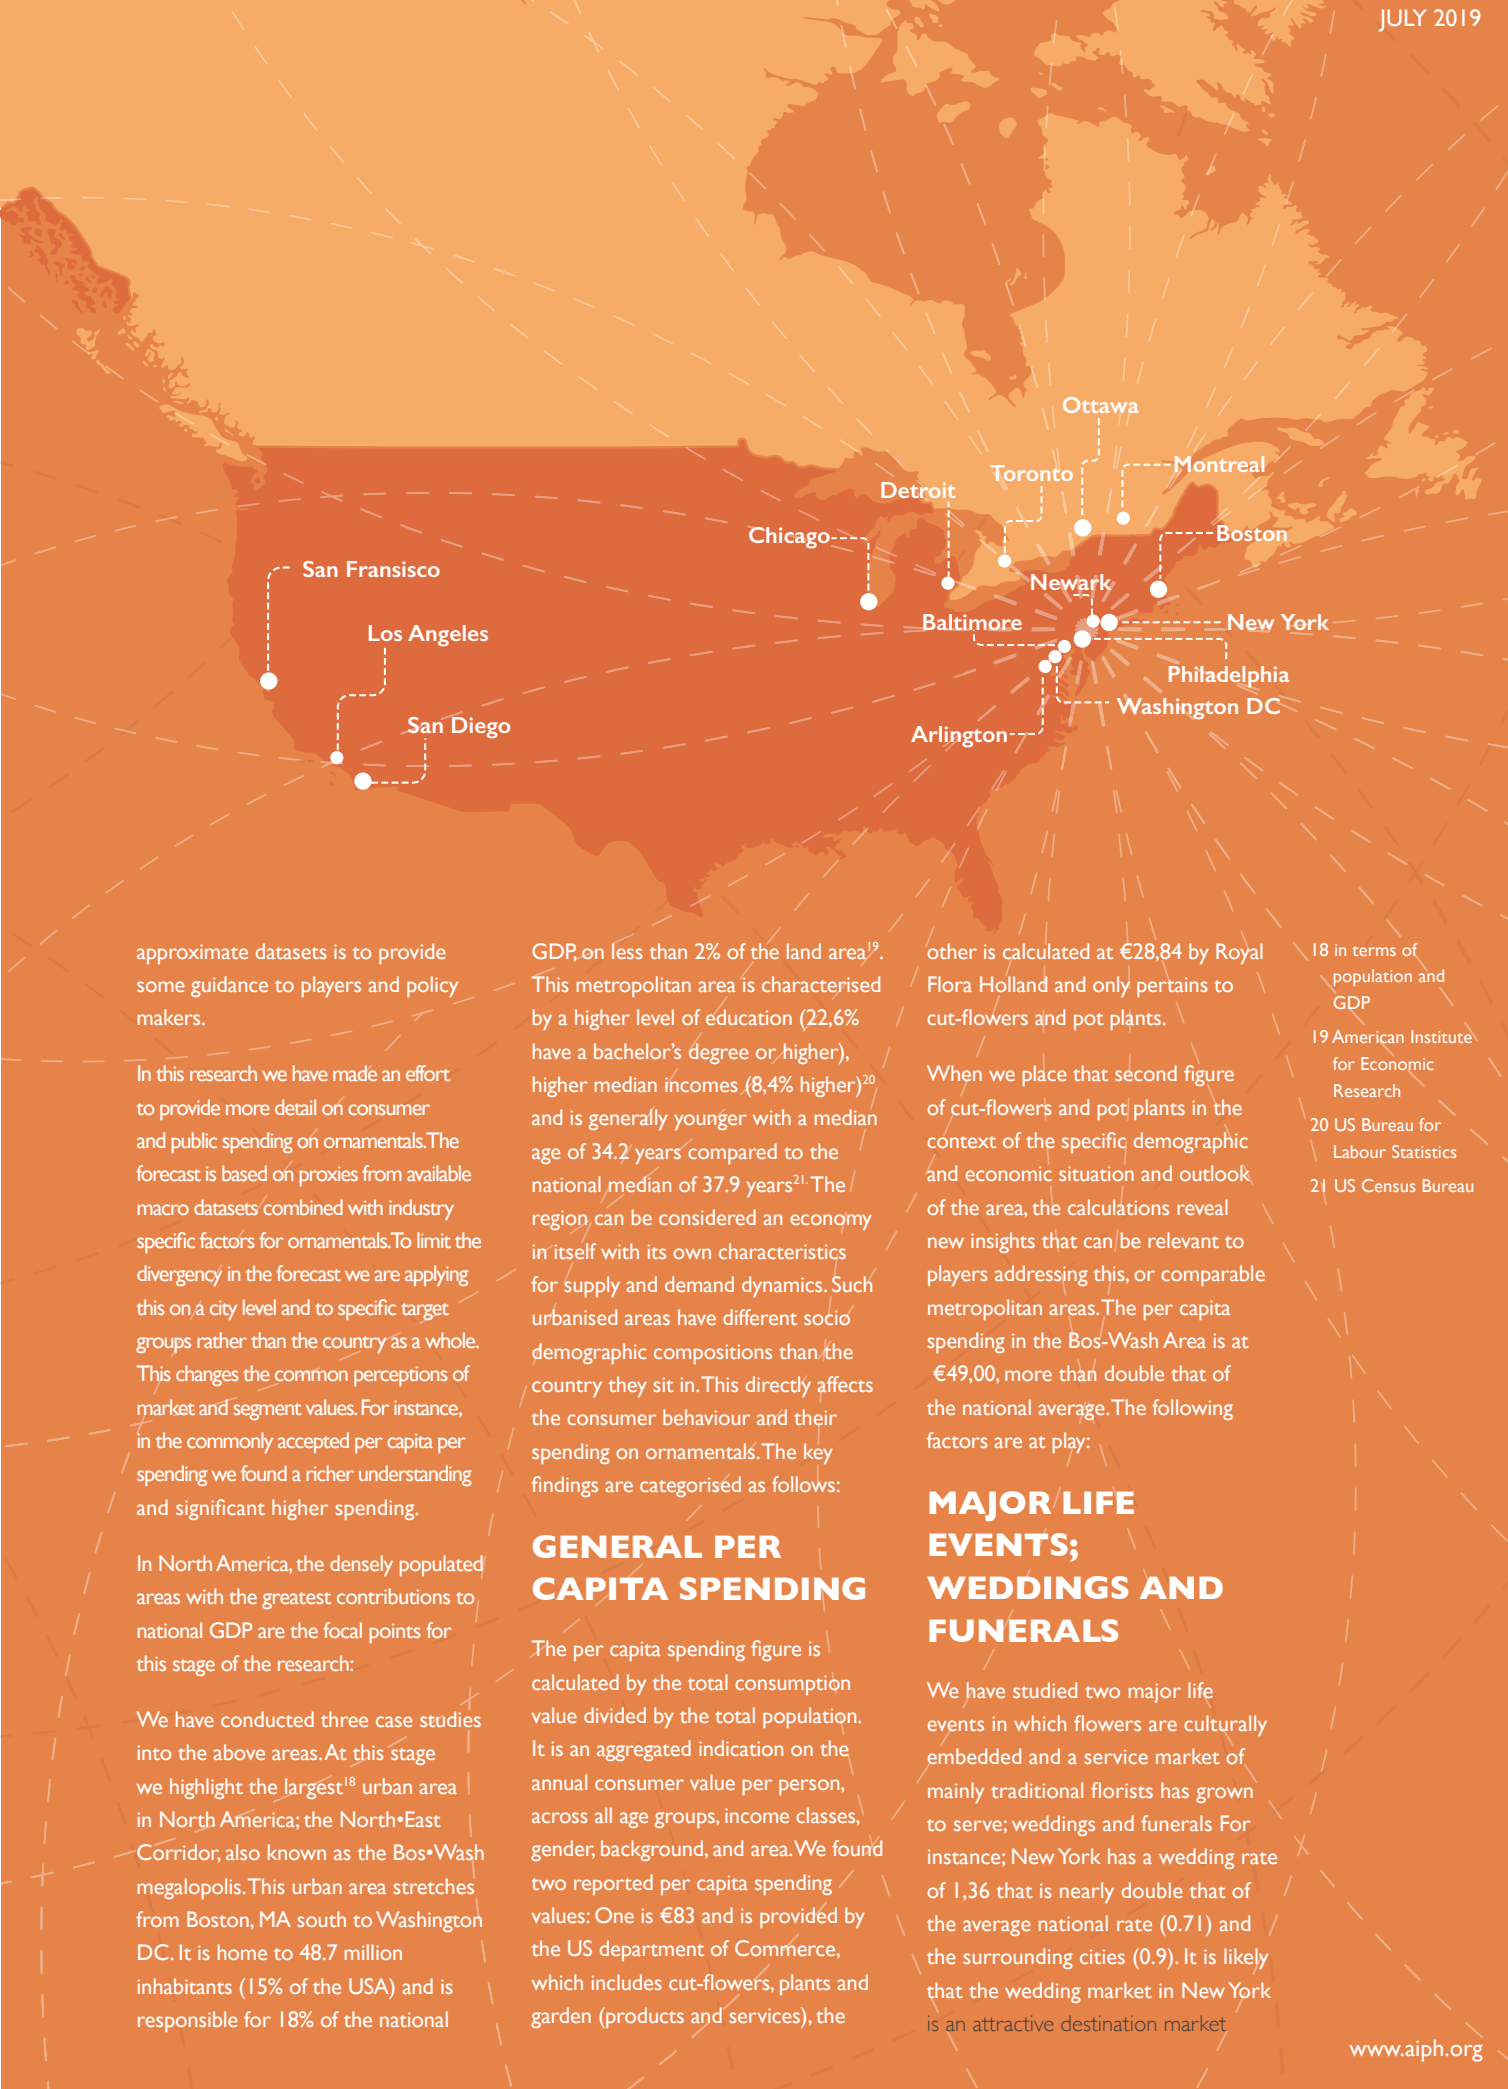 JULY 2019
Ottawa
Toronto
Montreal
Detroit
Chicago
Boston
San Fransisco
Newark
Baltimore
New York
Los Angeles
Philadelphia
Washington DC
San Diego
Arlington
approximate datasets is to provide
some guidance to players and policy
makers.
In this research we have made an effort
to provide more detail on consumer
and public spending on ornamentals.The
forecast is based on proxies from available
macro datasets combined with industry
specific factors for ornamentals.To limit the
divergency in the forecast we are applying
this on a city level and to specific target
groups rather than the country as a whole.
This changes the common perceptions of
market and segment values. For instance,
in the commonly accepted per capita per
spending we found a richer understanding
and significant higher spending.
In North America, the densely populated
areas with the greatest contributions to
national GDP are the focal points for
this stage of the research:
We have conducted three case studies
into the above areas. At this stage
we highlight the largest18 urban area
in North America; the North•East
Corridor, also known as the Bos•Wash
megalopolis.This urban area stretches
from Boston, MA south to Washington
DC. It is home to 48.7 million
inhabitants (15% of the USA) and is
responsible for 18% of the national
GDP, on less than 2% of the land area19.
This metropolitan area is characterised
by a higher level of education (22,6%
have a bachelor's degree or higher),
higher median incomes (8,4% higher)20
and is generally younger with a median
age of 34.2 years compared to the
national median of 37.9 years21. The
region can be considered an economy
in itself with its own characteristics
for supply and demand dynamics. Such
urbanised areas have different socio
demographic compositions than the
country they sit in.This directly affects
the consumer behaviour and their
spending on ornamentals.The key
findings are categorised as follows:
GENERAL PER
CAPITA SPENDING
The per capita spending figure is
calculated by the total consumption
value divided by the total population.
It is an aggregated indication on the
annual consumer value per person,
across all age groups, income classes,
gender, background, and area.We found
two reported per capita spending
values: One is €83 and is provided by
the US department of Commerce,
which includes cut-flowers, plants and
garden (products and services), the
other is calculated at €28,84 by Royal
Flora Holland and only pertains to
cut-flowers and pot plants.
When we place that second figure
of cut-flowers and pot plants in the
context of the specific demographic
and economic situation and outlook
of the area, the calculations reveal
new insights that can be relevant to
players addressing this, or comparable
metropolitan areas.The per capita
spending in the Bos-Wash Area is at
€49,00, more than double that of
the national average.The following
factors are at play:
MAJOR LIFE
EVENTS;
WEDDINGS AND
FUNERALS
We have studied two major life
events in which flowers are culturally
embedded and a service market of
mainly traditional florists has grown
to serve; weddings and funerals For
instance; New York has a wedding rate
of 1,36 that is nearly double that of
the average national rate (0.71) and
the surrounding cities (0.9). It is likely
that the wedding market in New York
is an attractive destination market
18 in terms of
population and
GDP
19 American Institute
for Economic
Research
20 US Bureau for
Labour Statistics
21 US Census Bureau
www.aiph.org